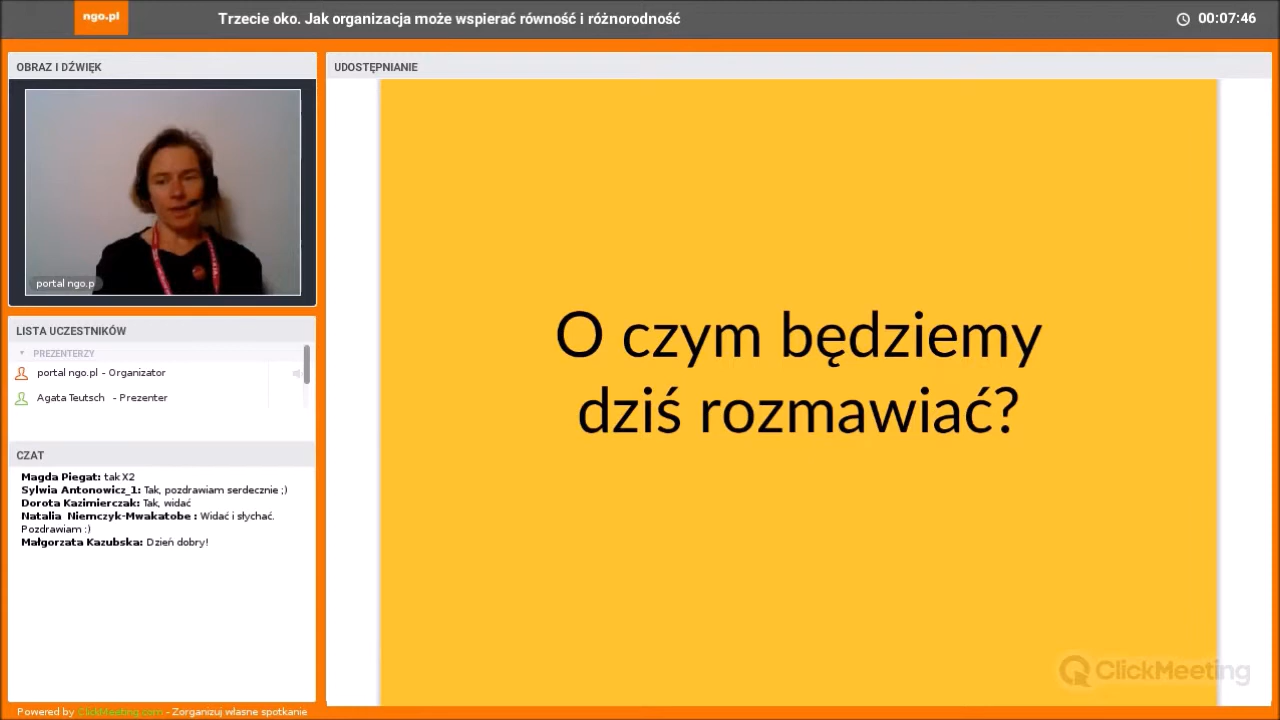 ngo.pl
Trzecie oko. Jak organizacja może wspierać równość i różnorodność
00:07:46
OBRAZ I DŹWIĘK
portal ngo.p
LISTA UCZESTNIKÓW
PREZENTERZY
portal ngo.pl - Organizator
Agata Teutsch - Prezenter
CZAT
Magda Piegat: tak X2
Sylwia Antonowicz_1: Tak, pozdrawiam serdecznie ;)
Dorota Kazimierczak: Tak, widać
Natalia Niemczyk-Mwakatobe : Widać i słychać.
Pozdrawiam :)
Małgorzata Kazubska: Dzień dobry!
Powered by ClickMeeting.com - Zorganizuj własne spotkanie
UDOSTĘPNIANIE
O czym będziemy
dziś rozmawiać?
ClickMeeting